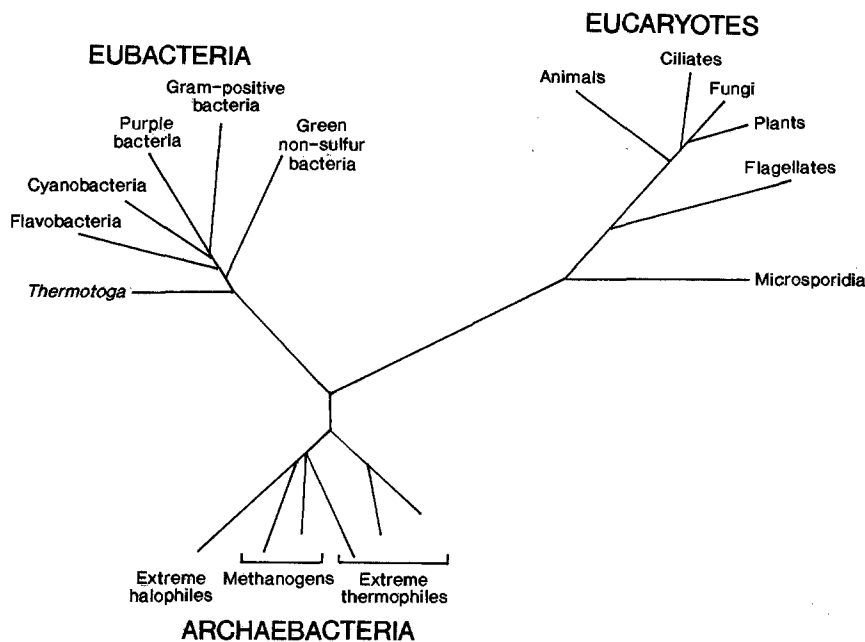 EUCARYOTES
Ciliates
Animals
Fungi
Plants
Flagellates
Microsporidia
EUBACTERIA
Gram-positive
bacteria
Purple
bacteria
Green
non-sulfur
bacteria
Cyanobacteria
Flavobacteria
Thermotoga
Extreme
halophiles
Methanogens
Extreme
thermophiles
ARCHAEBACTERIA